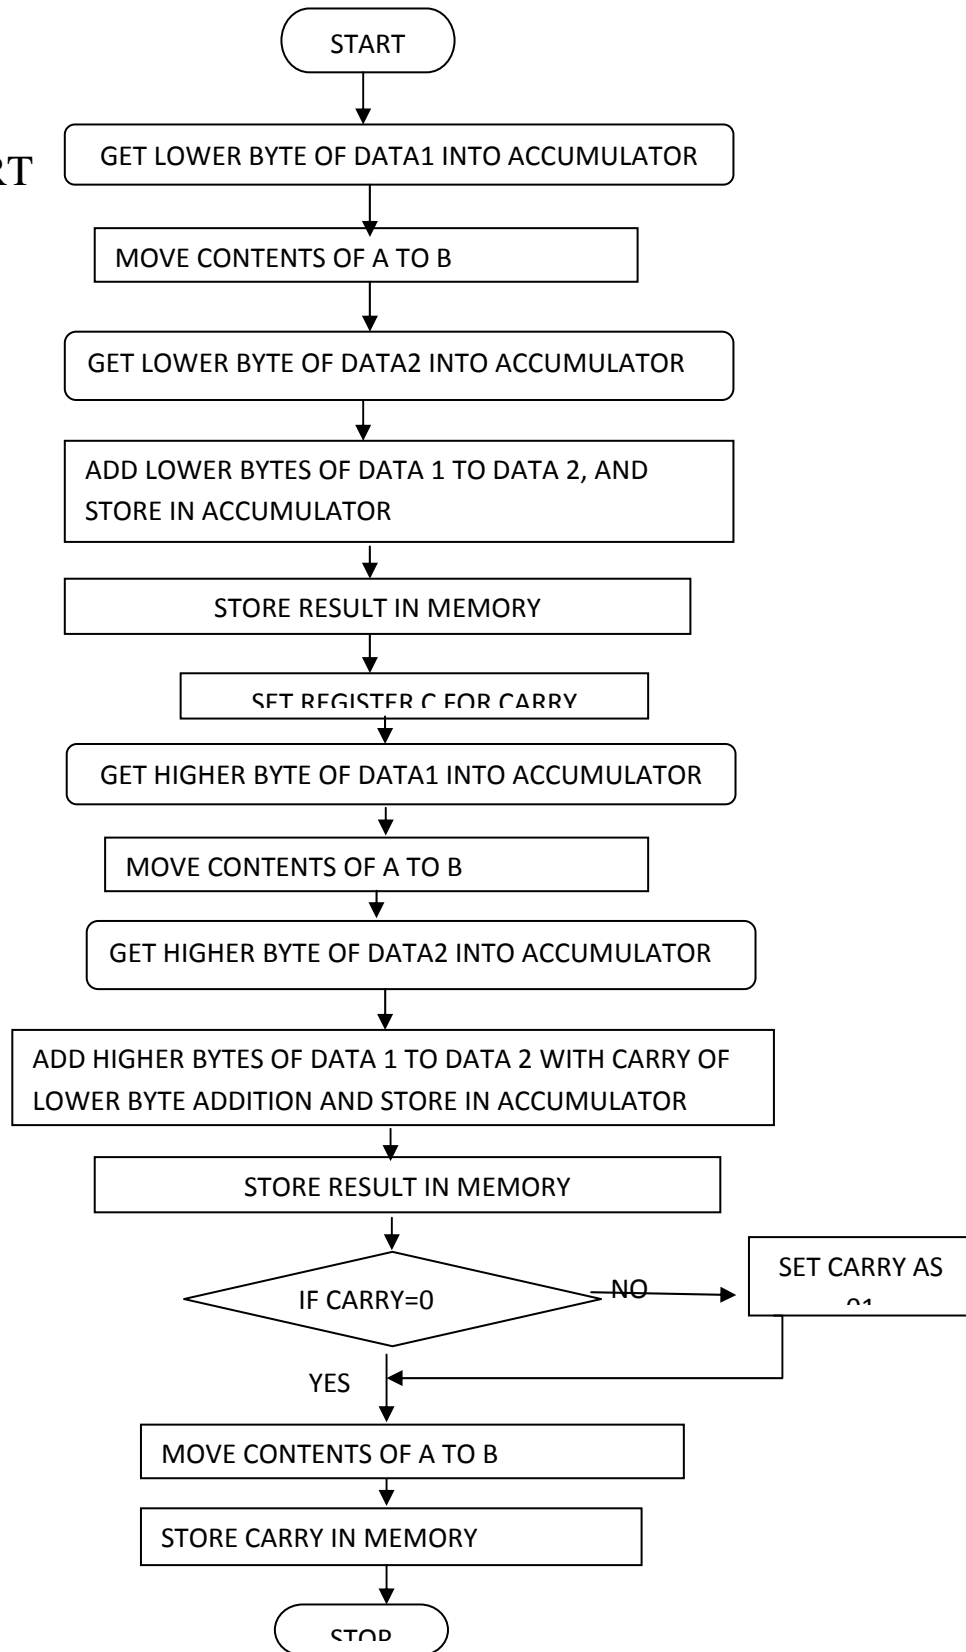 START
RT
GET LOWER BYTE OF DATA1 INTO ACCUMULATOR
MOVE CONTENTS OF A TO B
GET LOWER BYTE OF DATA2 INTO ACCUMULATOR
ADD LOWER BYTES OF DATA 1 TO DATA 2, AND
STORE IN ACCUMULATOR
STORE RESULT IN MEMORY
SET REGISTER C FOR CARRY
GET HIGHER BYTE OF DATA1 INTO ACCUMULATOR
MOVE CONTENTS OF A TO B
GET HIGHER BYTE OF DATA2 INTO ACCUMULATOR
ADD HIGHER BYTES OF DATA 1 TO DATA 2 WITH CARRY OF
LOWER BYTE ADDITION AND STORE IN ACCUMULATOR
STORE RESULT IN MEMORY
IF CARRY=0
NO
SET CARRY AS
01
YES
MOVE CONTENTS OF A TO B
STORE CARRY IN MEMORY
STOP